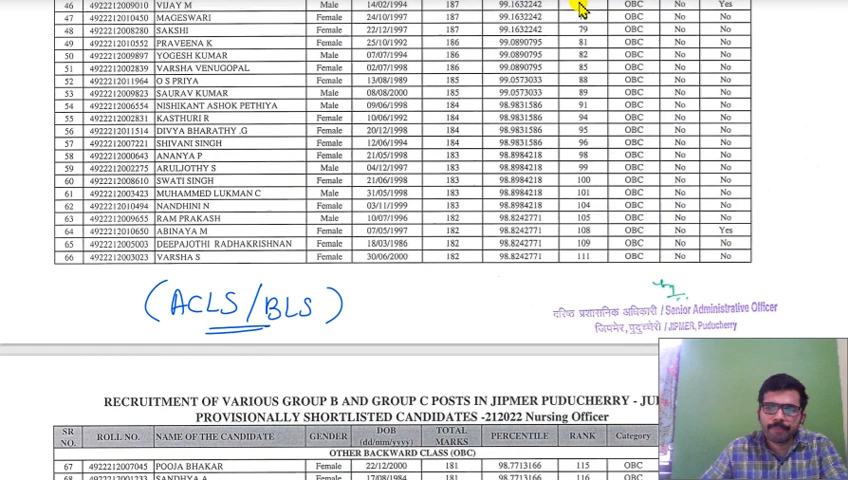 46 4922212009010 VIJAY M Male 14/02/1994 187 99.1632242 OBC No Yes
47 4922212010450 MAGESWARI Female 24/10/1997 187 99.1632242 OBC No No
48 4922212008280 SAKSHI Female 22/12/1997 187 99.1632242 79 OBC No No
49 4922212010552 PRAVEENA K Female 25/10/1992 186 99.0890795 81 OBC No No
50 4922212009897 YOGESH KUMAR Male 07/07/1994 186 99.0890795 82 OBC No No
51 4922212002839 VARSHA VENUGOPAL Female 02/07/1998 186 99.0890795 85 OBC No No
52 4922212011964 O S PRIYA Female 13/08/1989 185 99.0573033 88 OBC No No
53 4922212009823 SAURAV KUMAR Male 08/08/2000 185 99.0573033 89 OBC No No
54 4922212006554 NISHIKANT ASHOK PETHIYA Male 09/06/1998 184 98.9831586 91 OBC No No
55 4922212002831 KASTHURI R Female 10/06/1992 184 98.9831586 94 OBC No No
56 4922212011514 DIVYA BHARATHY .G Female 20/12/1998 184 98.9831586 95 OBC No No
57 4922212007221 SHIVANI SINGH Female 12/06/1994 184 98.9831586 96 OBC No No
58 4922212000643 ANANYA P Female 21/05/1998 183 98.8984218 98 OBC No No
59 4922212002275 ARULJOTHY S Male 04/12/1997 183 98.8984218 99 OBC No No
60 4922212008610 SWATI SINGH Female 21/06/1998 183 98.8984218 100 OBC No No
61 4922212003423 MUHAMMED LUKMAN C Male 31/05/1998 183 98.8984218 101 OBC No No
62 4922212010494 NANDHINI N Female 03/11/1999 183 98.8984218 104 OBC No No
63 4922212009655 RAM PRAKASH Male 10/07/1996 182 98.8242771 105 OBC No No
64 4922212010650 ABINAYA M Female 07/05/1997 182 98.8242771 108 OBC No Yes
65 4922212005003 DEEPAJOTHI RADHAKRISHNAN Female 18/03/1986 182 98.8242771 109 OBC No No
66 4922212003023 VARSHA S Female 30/06/2000 182 98.8242771 111 OBC No No
(ACLS/BLS)
वरिष्ठ प्रशासनिक अधिकारी / Senior Administrative Officer
जिपमेर, पुदुच्चेरी / JIPMER, Puducherry
RECRUITMENT OF VARIOUS GROUP B AND GROUP C POSTS IN JIPMER PUDUCHERRY -
PROVISIONALLY SHORTLISTED CANDIDATES -212022 Nursing Officer
SR NO. ROLL NO. NAME OF THE CANDIDATE GENDER DOB (dd/mm/yyyy) TOTAL MARKS PERCENTILE RANK Category
OTHER BACKWARD CLASS (OBC)
67 4922212007045 POOJA BHAKAR Female 22/12/2000 181 98.7713166 115 OBC
68 4922212001233 SANDHYA A Female 17/08/1984 181 98.7713166 116 OBC